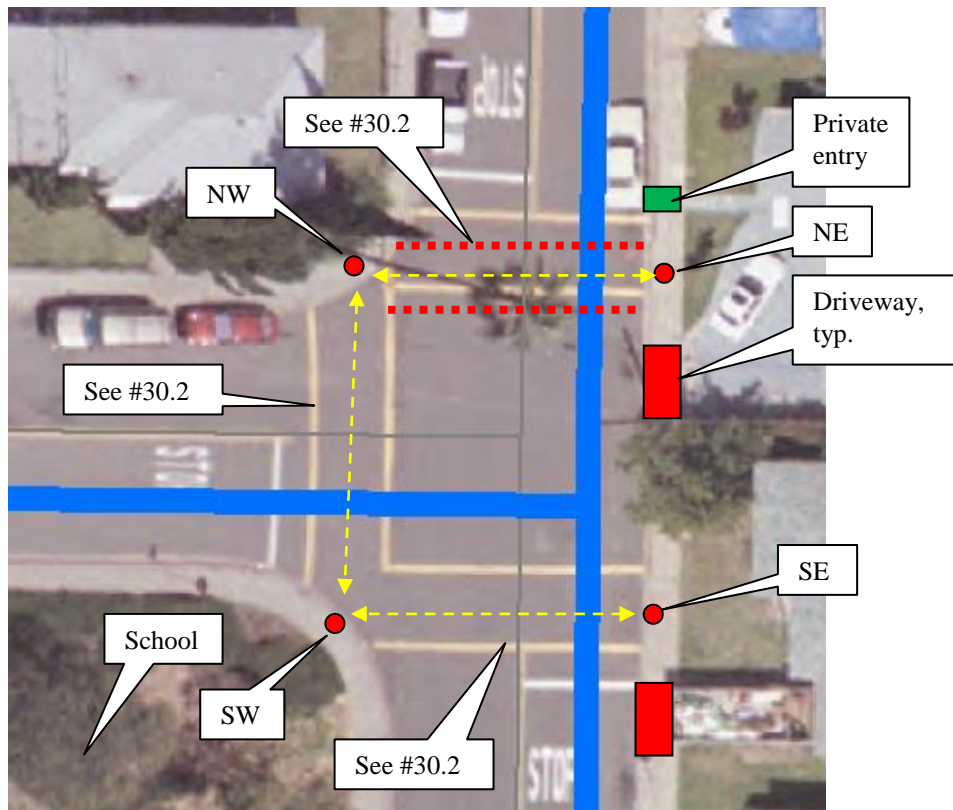 STOP
See #30.2
Private
entry
NW
NE
Driveway,
typ.
See #30.2
STOP
SE
School
SW
See #30.2
STOP